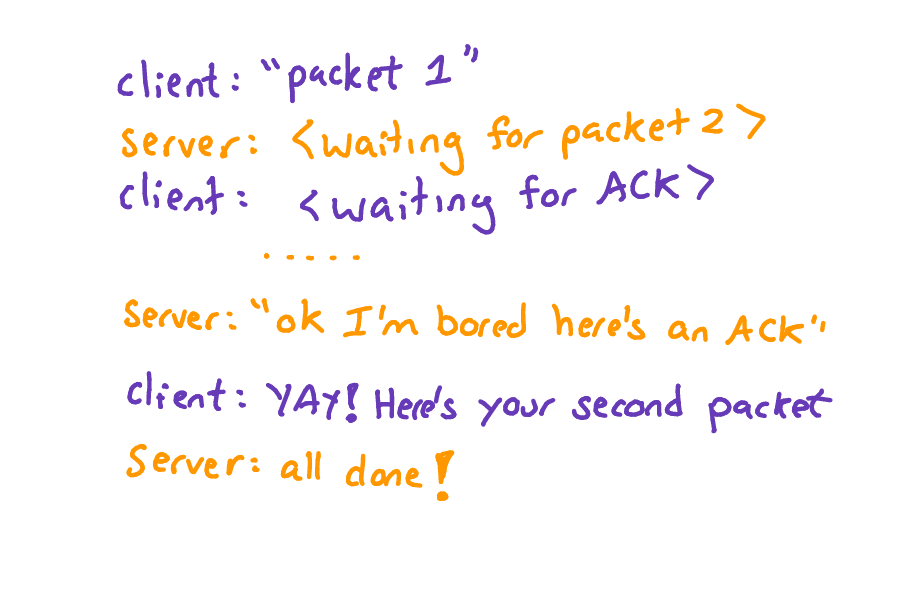 client: "packet 1"
server: <waiting for packet 2>
client: <waiting for ACK>
.....
server: "ok I'm bored here's an ACK"
client: YAY! Here's your second packet
server: all done!